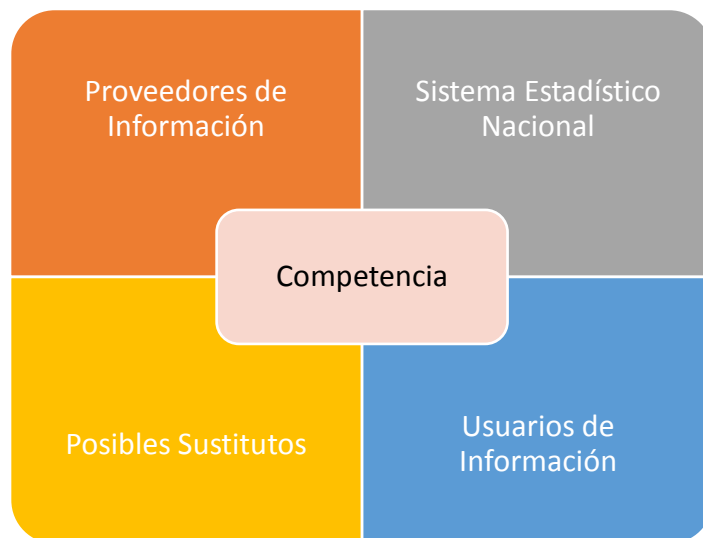 Proveedores de
Información
Sistema Estadístico
Nacional
Competencia
Posibles Sustitutos
Usuarios de
Información